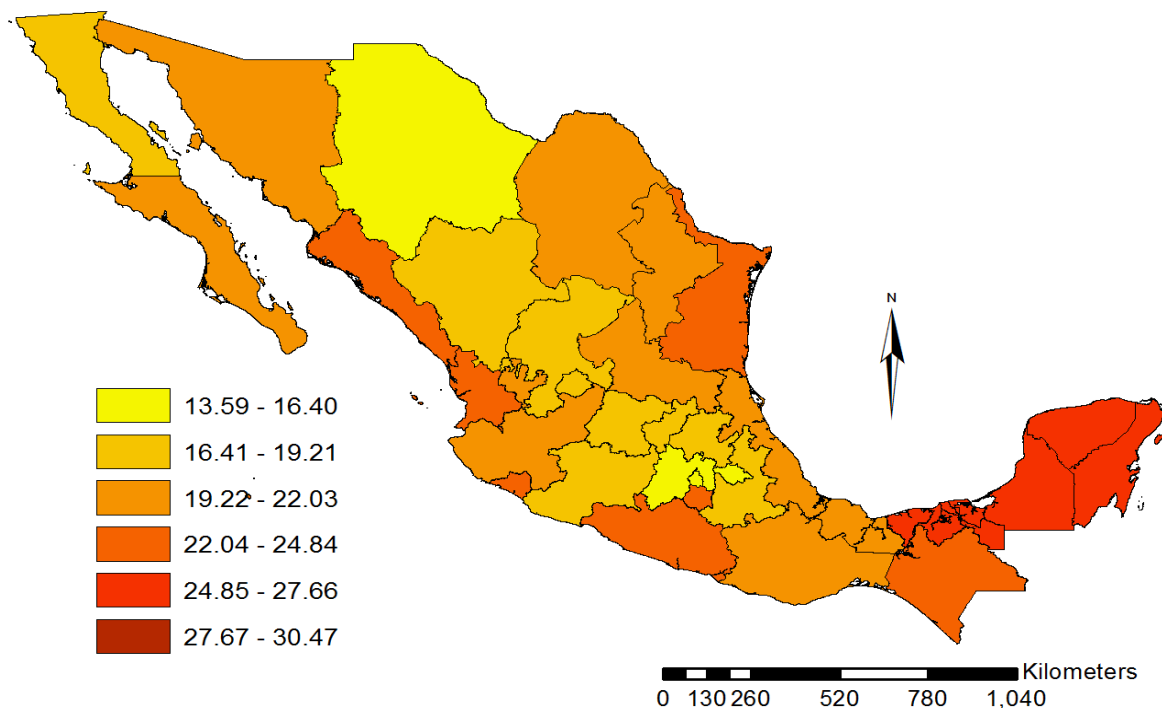 N
13.59 - 16.40
16.41 - 19.21
19.22 - 22.03
22.04 - 24.84
24.85 - 27.66
27.67 - 30.47
Kilometers
0 130 260 520 780 1,040